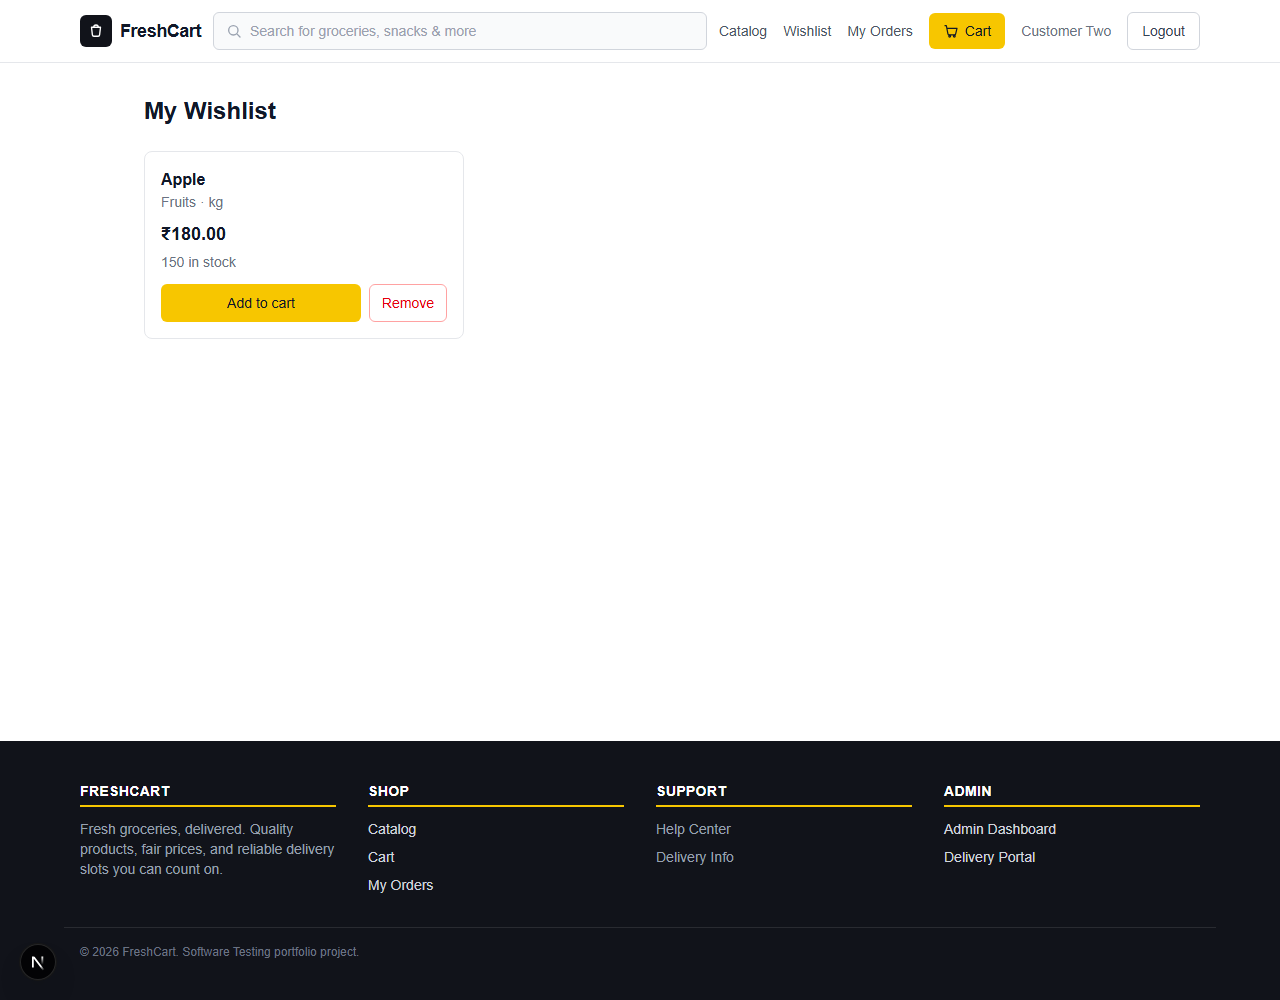 FreshCart
Search for groceries, snacks & more
Catalog
Wishlist
My Orders
Cart
Customer Two
Logout
My Wishlist
Apple
Fruits · kg
₹180.00
150 in stock
Add to cart
Remove
FRESHCART
Fresh groceries, delivered. Quality
products, fair prices, and reliable delivery
slots you can count on.
SHOP
Catalog
Cart
My Orders
SUPPORT
Help Center
Delivery Info
ADMIN
Admin Dashboard
Delivery Portal
© 2026 FreshCart. Software Testing portfolio project.
N